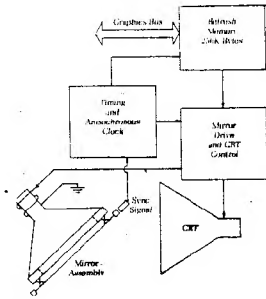 Graphics Bus
Refresh
Memory
256K Bytes
Timing
and
Asynchronous
Clock
Mirror
Drive
and CRT
Control
Sync
Signal
CRT
Mirror
Assembly